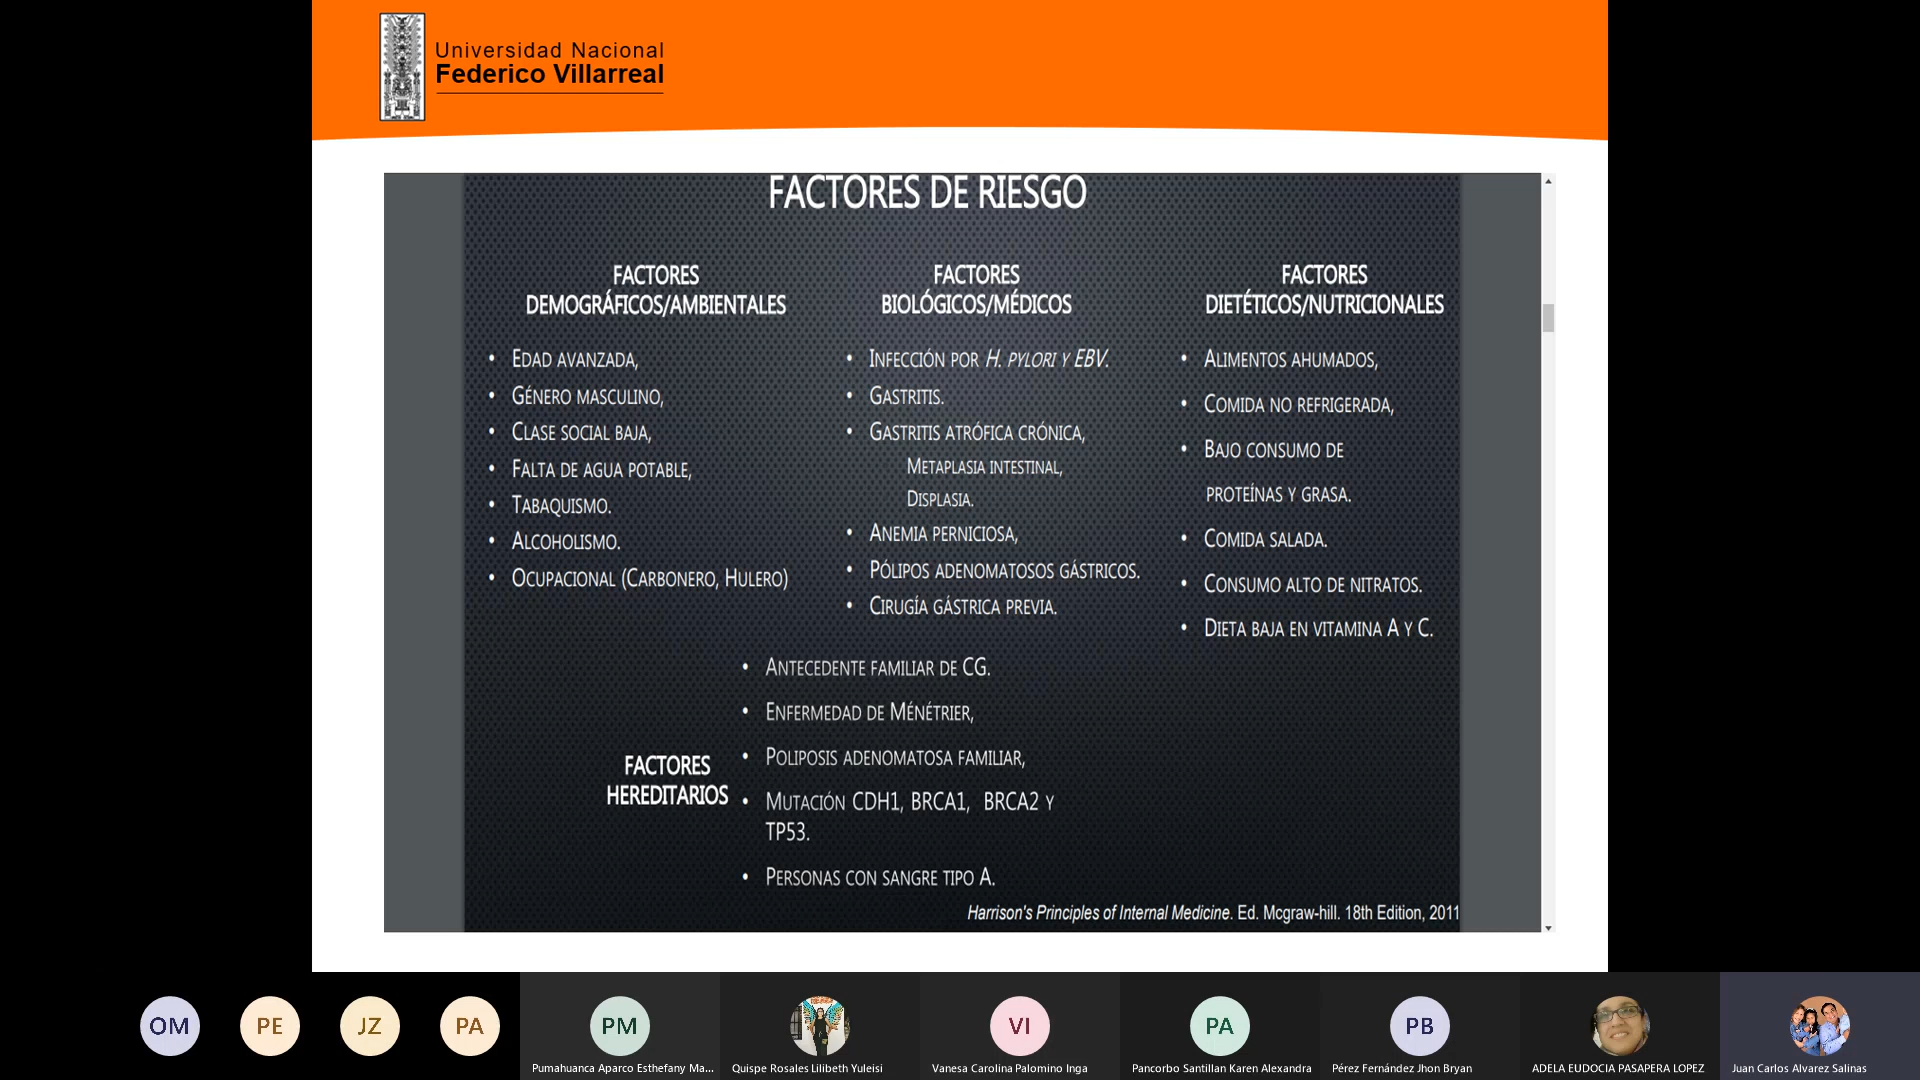 Universidad Nacional
Federico Villarreal
FACTORES DE RIESGO
FACTORES
DEMOGRÁFICOS/AMBIENTALES
• EDAD AVANZADA,
• GÉNERO MASCULINO,
• CLASE SOCIAL BAJA,
• FALTA DE AGUA POTABLE,
• TABAQUISMO.
• ALCOHOLISMO.
• OCUPACIONAL (CARBONERO, HULERO)
FACTORES
BIOLÓGICOS/MÉDICOS
• INFECCIÓN POR H. PYLORI Y EBV.
• GASTRITIS.
• GASTRITIS ATRÓFICA CRÓNICA,
METAPLASIA INTESTINAL,
DISPLASIA.
• ANEMIA PERNICIOSA,
• PÓLIPOS ADENOMATOSOS GÁSTRICOS.
• CIRUGÍA GÁSTRICA PREVIA.
FACTORES
DIETÉTICOS/NUTRICIONALES
• ALIMENTOS AHUMADOS,
• COMIDA NO REFRIGERADA,
• BAJO CONSUMO DE
PROTEÍNAS Y GRASA.
• COMIDA SALADA.
• CONSUMO ALTO DE NITRATOS.
• DIETA BAJA EN VITAMINA A Y C.
FACTORES
HEREDITARIOS
• ANTECEDENTE FAMILIAR DE CG.
• ENFERMEDAD DE MÉNÉTRIER,
• POLIPOSIS ADENOMATOSA FAMILIAR,
• MUTACIÓN CDH1, BRCA1, BRCA2 Y
TP53.
• PERSONAS CON SANGRE TIPO A.
Harrison's Principles of Internal Medicine. Ed. Mcgraw-hill. 18th Edition, 2011
OM
PE
JZ
PA
PM
VI
PA
PB
Pumahuanca Aparco Esthefany Ma...
Quispe Rosales Lilibeth Yuleisi
Vanesa Carolina Palomino Inga
Pancorbo Santillan Karen Alexandra
Pérez Fernández Jhon Bryan
ADELA EUDOCIA PASAPERA LOPEZ
Juan Carlos Alvarez Salinas